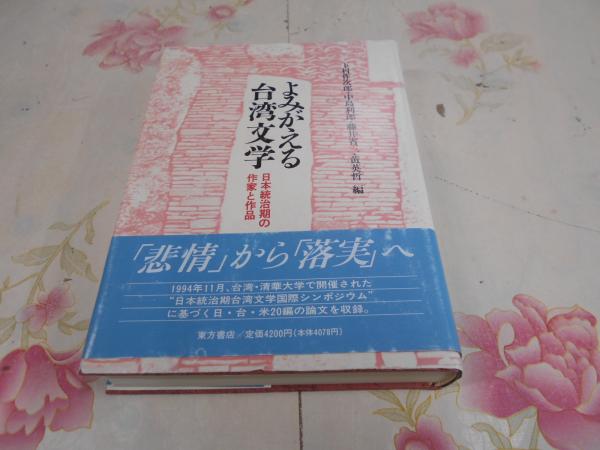 よみがえる
台湾文学
日本統治期の
作家と作品
下村作次郎・中島利郎・藤井省三・黄英哲 編
「悲情」から「落実」へ
1994年11月、台湾・清華大学で開催された
“日本統治期台湾文学国際シンポジウム”
に基づく日・台・米20編の論文を収録。
東方書店／定価4200円（本体4078円）